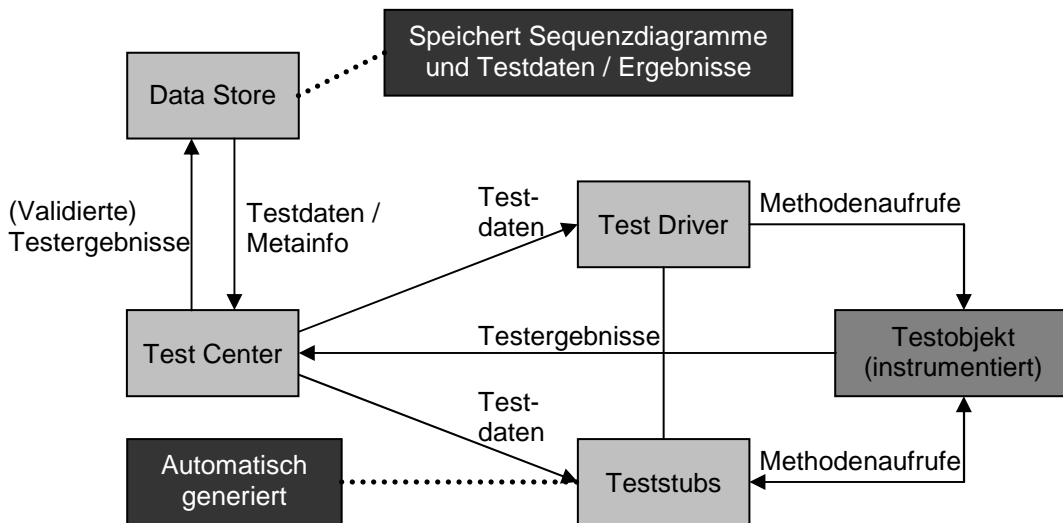 Speichert Sequenzdiagramme
und Testdaten / Ergebnisse
Data Store
(Validierte)
Testergebnisse
Testdaten /
Metainfo
Test-
daten
Test Driver
Methodenaufrufe
Test Center
Testergebnisse
Testobjekt
(instrumentiert)
Test-
daten
Automatisch
generiert
Teststubs
Methodenaufrufe